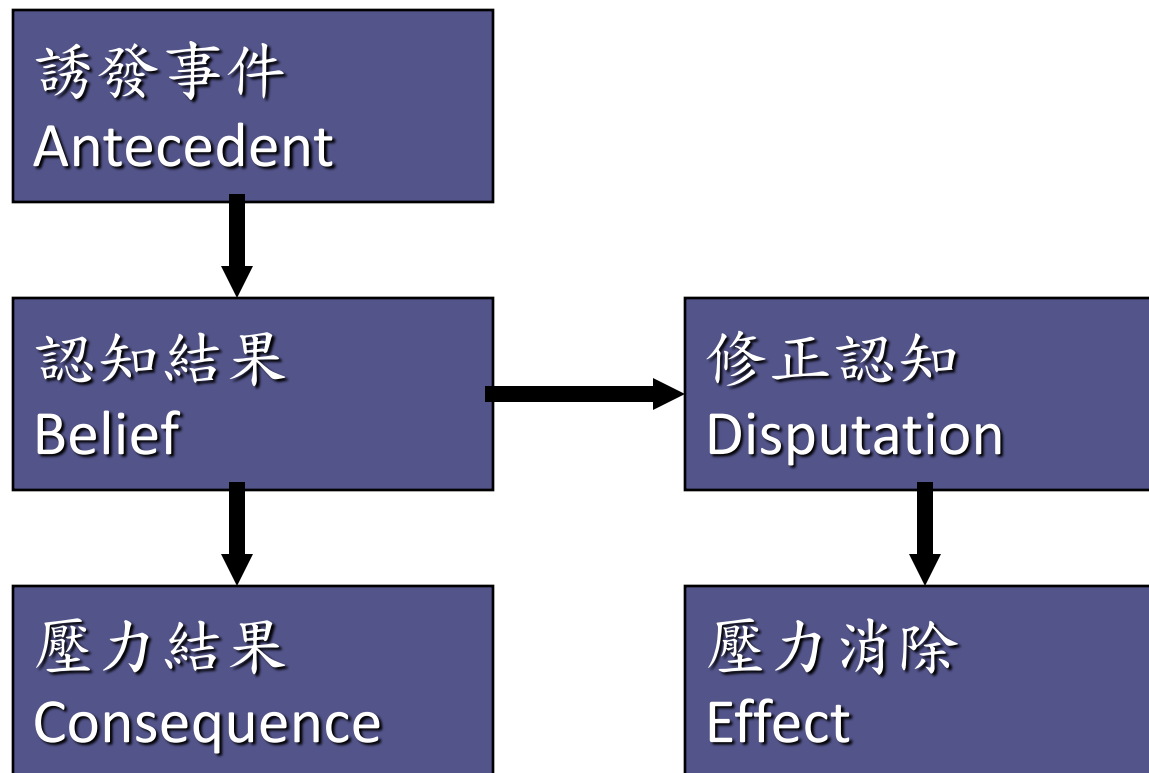 誘發事件
Antecedent
認知結果
Belief
修正認知
Disputation
壓力結果
Consequence
壓力消除
Effect